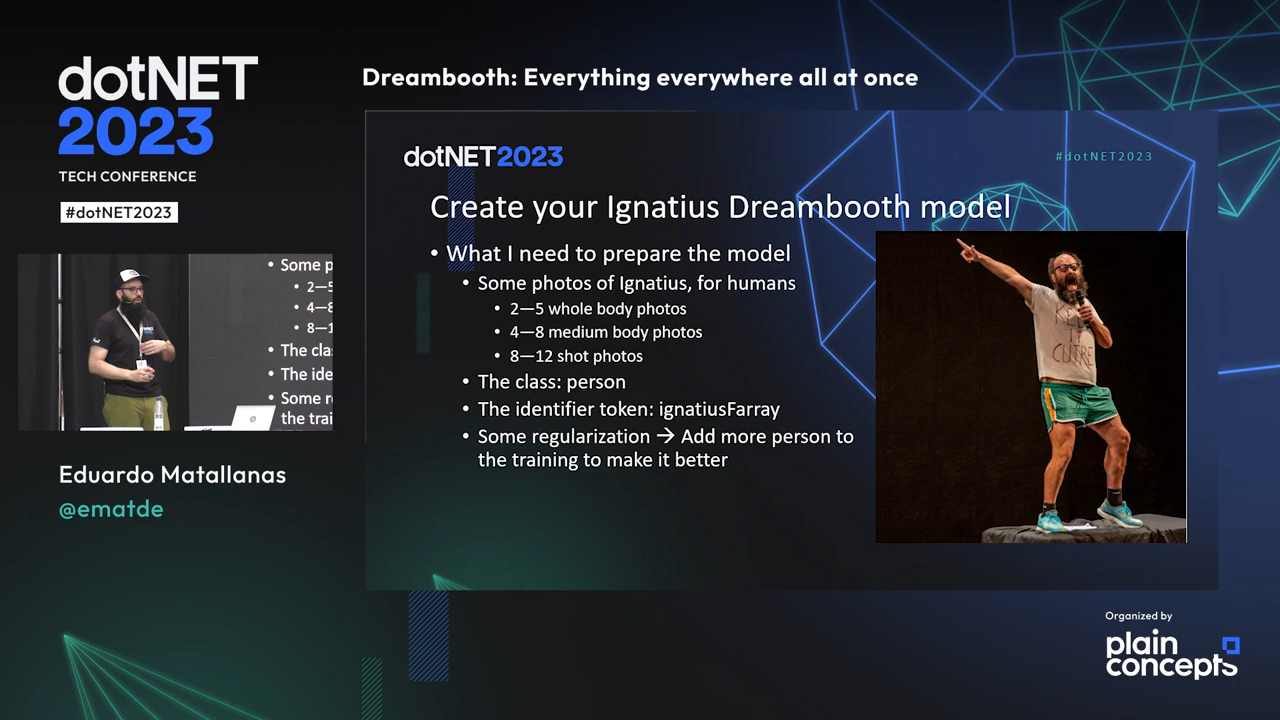 dotNET
2023
TECH CONFERENCE
#dotNET2023
Eduardo Matallanas
@ematde
Dreambooth: Everything everywhere all at once
dotNET2023
#dotNET2023
Create your Ignatius Dreambooth model
• What I need to prepare the model
• Some photos of Ignatius, for humans
• 2—5 whole body photos
• 4—8 medium body photos
• 8—12 shot photos
• The class: person
• The identifier token: ignatiusFarray
• Some regularization → Add more person to
the training to make it better
• Some p
• 2—5
• 4—8
• 8—1
• The cla
• The ide
• Some r
the trai
CUTRE
Organized by
plain
concepts